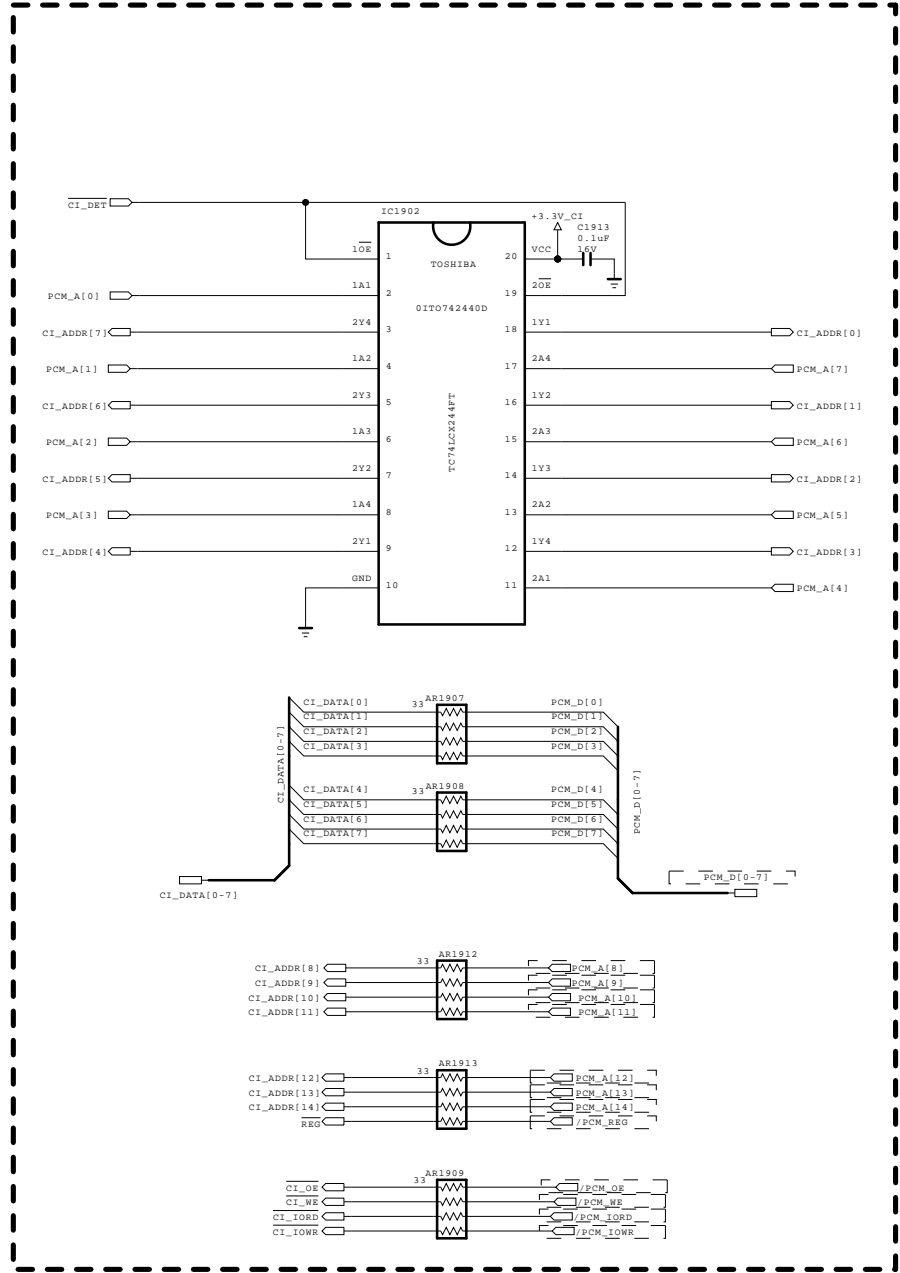 CI_DET
IC1902
+3.3V_CI
C1913
0.1uF
16V
1OE
1
TOSHIBA
20
VCC
PCM_A[0]
1A1
2
0ITO742440D
19
2OE
CI_ADDR[7]
2Y4
3
18
1Y1
CI_ADDR[0]
PCM_A[1]
1A2
4
17
2A4
PCM_A[7]
CI_ADDR[6]
2Y3
5
16
1Y2
CI_ADDR[1]
TC74LCX244FT
PCM_A[2]
1A3
6
15
2A3
PCM_A[6]
CI_ADDR[5]
2Y2
7
14
1Y3
CI_ADDR[2]
PCM_A[3]
1A4
8
13
2A2
PCM_A[5]
CI_ADDR[4]
2Y1
9
12
1Y4
CI_ADDR[3]
GND
10
11
2A1
PCM_A[4]
CI_DATA[0]
33
AR1907
PCM_D[0]
CI_DATA[1]
PCM_D[1]
CI_DATA[2]
PCM_D[2]
CI_DATA[3]
PCM_D[3]
CI_DATA[0-7]
PCM_D[0-7]
CI_DATA[4]
33
AR1908
PCM_D[4]
CI_DATA[5]
PCM_D[5]
CI_DATA[6]
PCM_D[6]
CI_DATA[7]
PCM_D[7]
CI_DATA[0-7]
PCM_D[0-7]
33
AR1912
CI_ADDR[8]
PCM_A[8]
CI_ADDR[9]
PCM_A[9]
CI_ADDR[10]
PCM_A[10]
CI_ADDR[11]
PCM_A[11]
33
AR1913
CI_ADDR[12]
PCM_A[12]
CI_ADDR[13]
PCM_A[13]
CI_ADDR[14]
PCM_A[14]
REG
/PCM_REG
33
AR1909
CI_OE
/PCM_OE
CI_WE
/PCM_WE
CI_IORD
/PCM_IORD
CI_IOWR
/PCM_IOWR